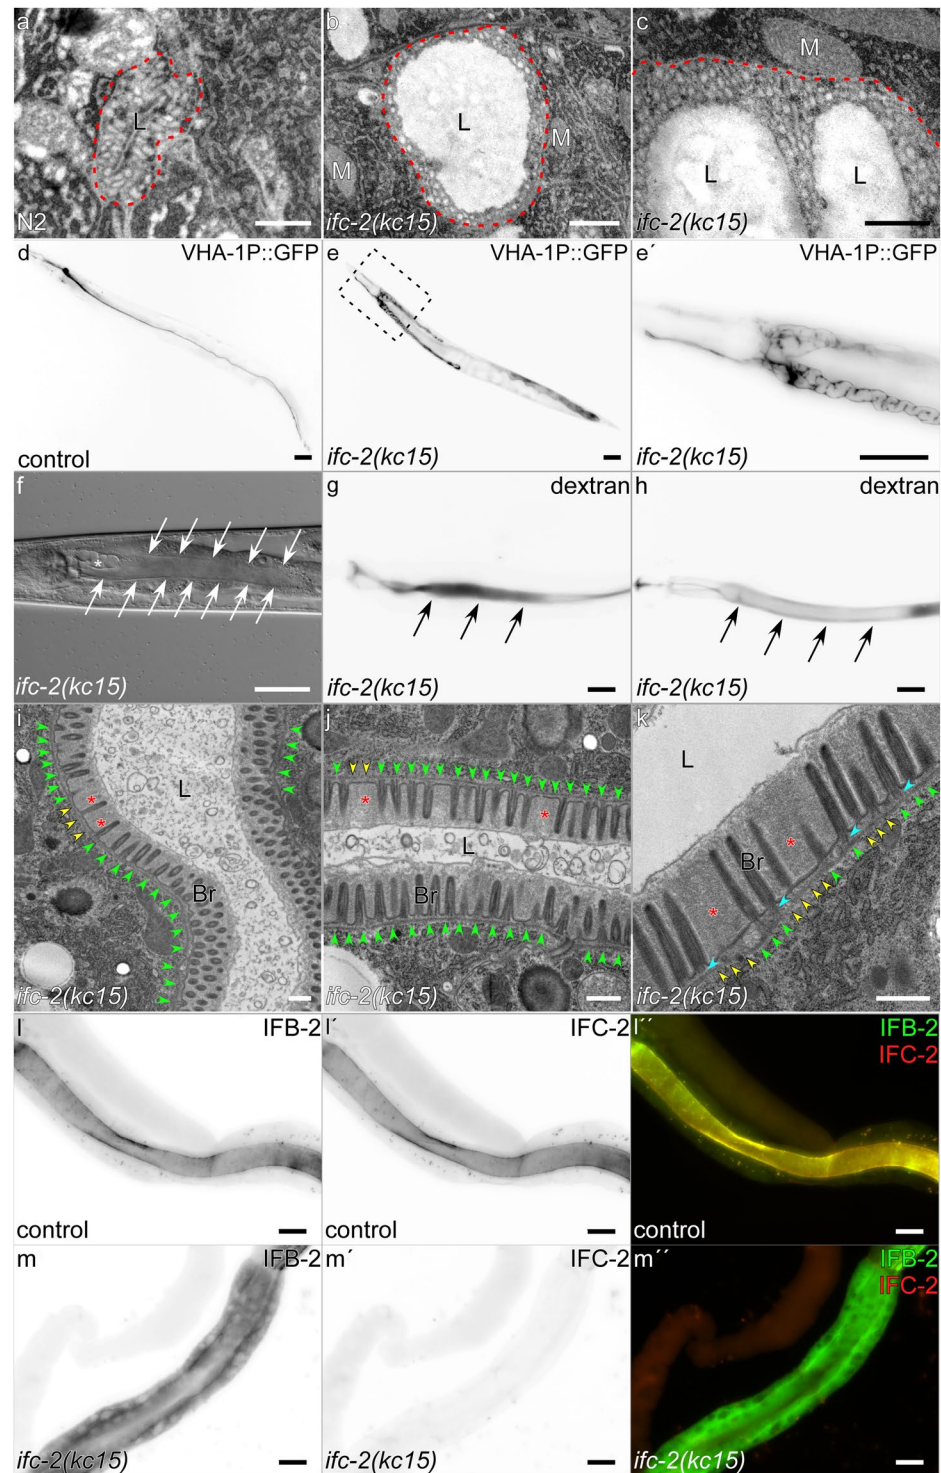 a
L
N2
b
L
M
M
ifc-2(kc15)
c
M
L
L
ifc-2(kc15)
d
VHA-1P::GFP
control
e
VHA-1P::GFP
ifc-2(kc15)
e´
VHA-1P::GFP
ifc-2(kc15)
f
*
ifc-2(kc15)
g
dextran
ifc-2(kc15)
h
dextran
ifc-2(kc15)
i
L
*
*
Br
ifc-2(kc15)
j
*
*
L
Br
ifc-2(kc15)
k
L
*
Br
*
ifc-2(kc15)
l
IFB-2
control
l´
IFC-2
control
l´´
IFB-2
IFC-2
control
m
IFB-2
ifc-2(kc15)
m´
IFC-2
ifc-2(kc15)
m´´
IFB-2
IFC-2
ifc-2(kc15)